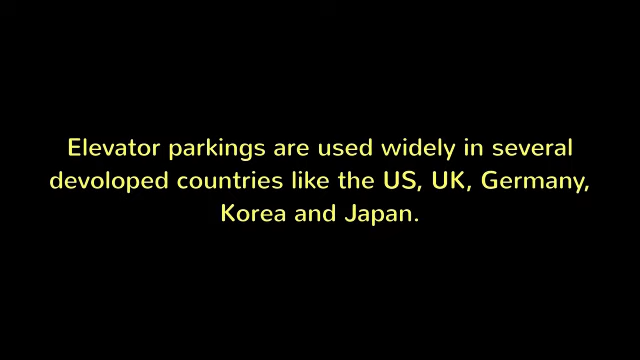 Elevator parkings are used widely in several
devoloped countries like the US, UK, Germany,
Korea and Japan.